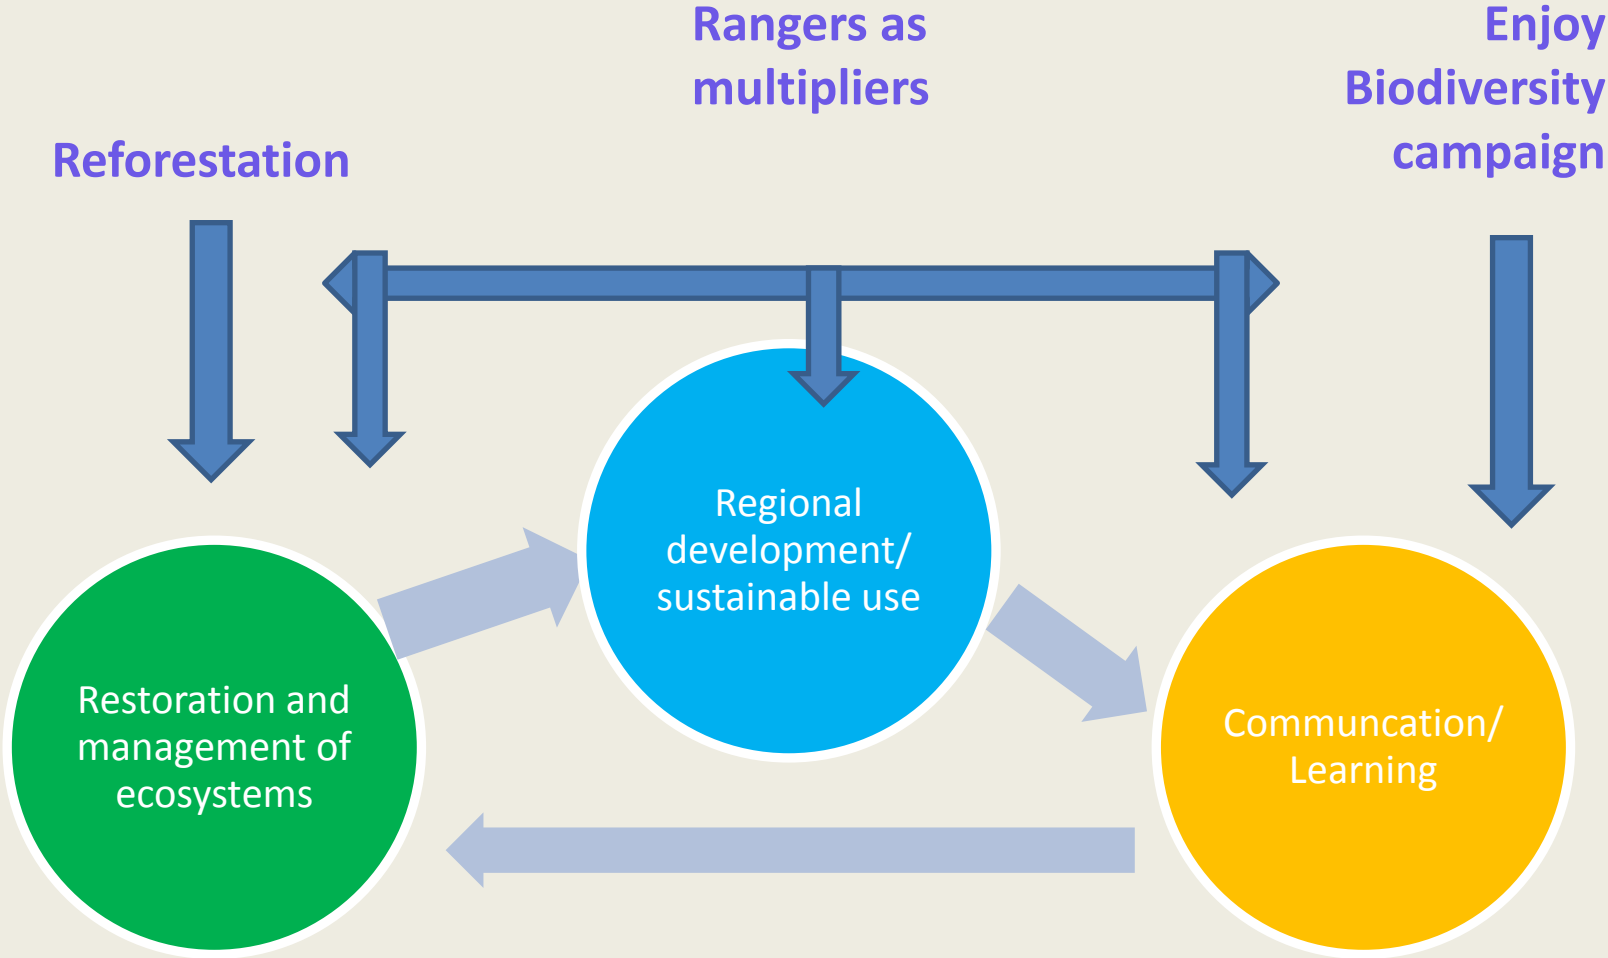 Rangers as
multipliers
Enjoy
Biodiversity
campaign
Reforestation
Regional
development/
sustainable use
Restoration and
management of
ecosystems
Communcation/
Learning